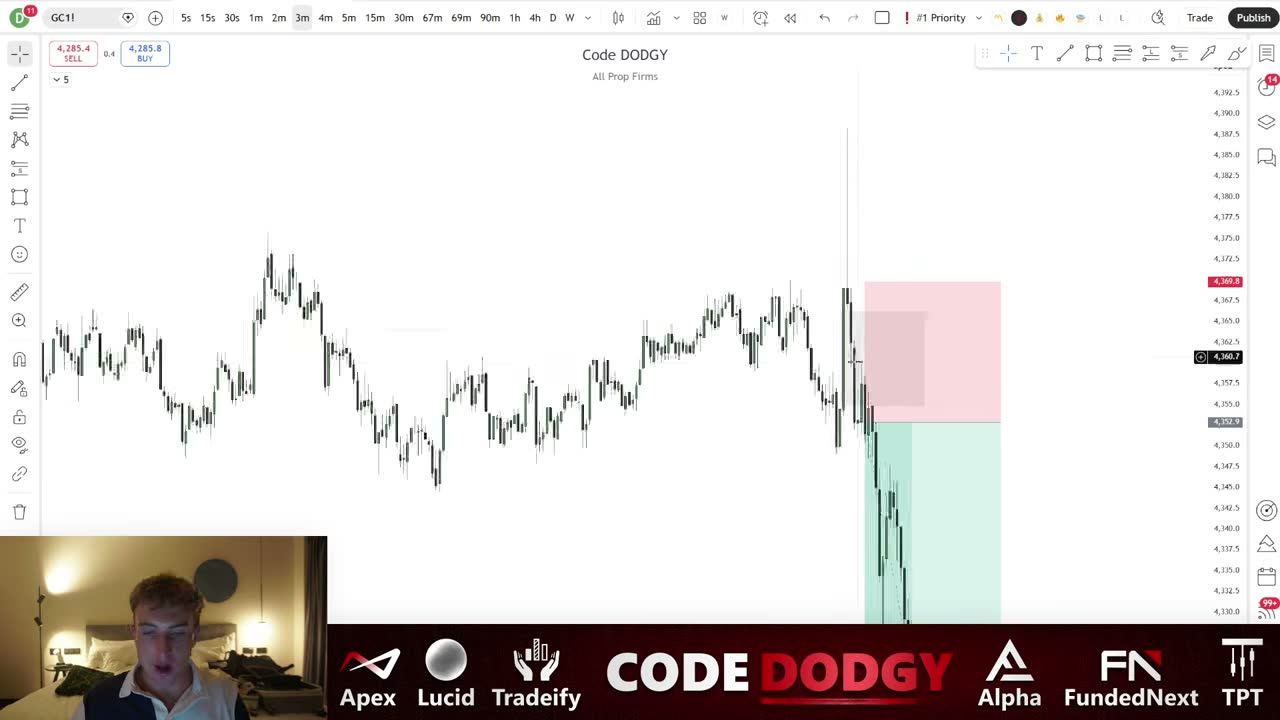 D
11
GC1!
5s 15s 30s 1m 2m 3m 4m 5m 15m 30m 67m 69m 90m 1h 4h D W
W
#1 Priority
L
L
Trade
Publish
4,285.4
SELL
0.4
4,285.8
BUY
5
Code DODGY
All Prop Firms
14
4,392.5
4,390.0
4,387.5
4,385.0
4,382.5
4,380.0
4,377.5
4,375.0
4,372.5
4,369.8
4,367.5
4,365.0
4,362.5
4,360.7
4,357.5
4,355.0
4,352.9
4,350.0
4,347.5
4,345.0
4,342.5
4,340.0
4,337.5
4,335.0
4,332.5
4,330.0
99+
Apex
Lucid
Tradeify
CODE DODGY
Alpha
FN
FundedNext
TPT